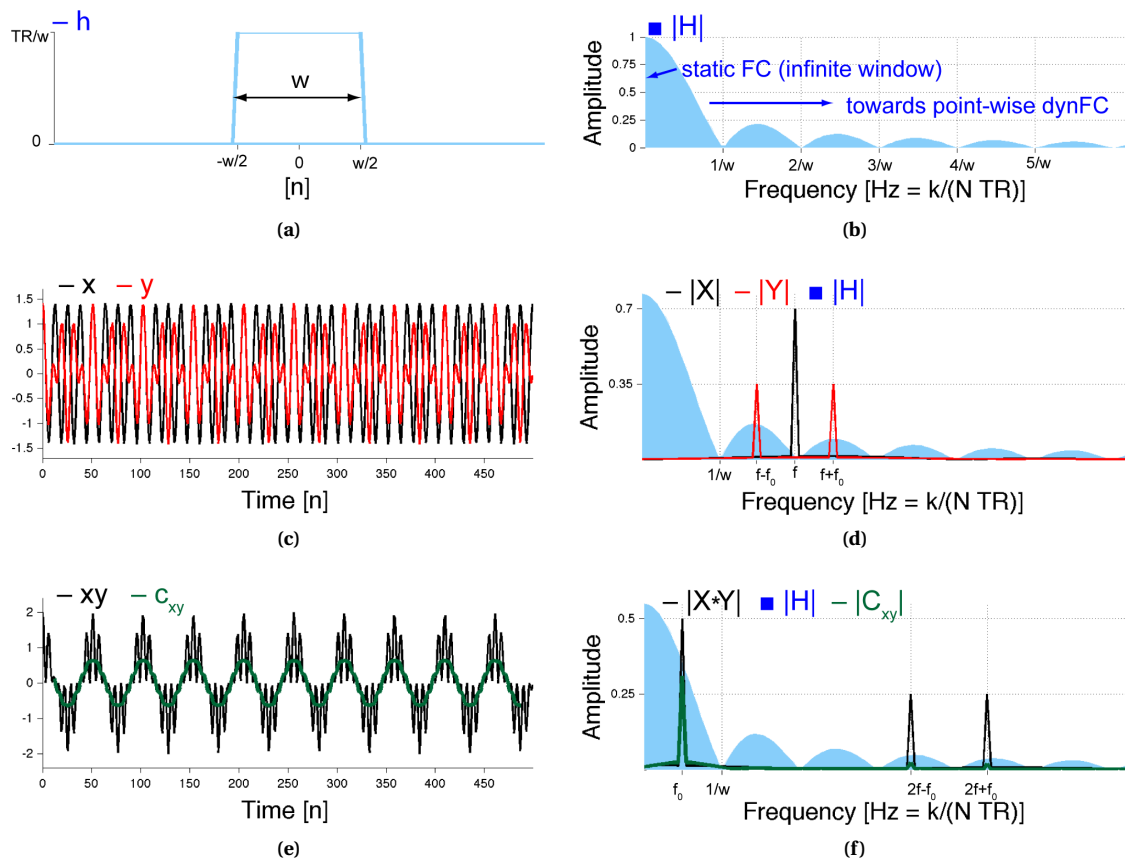 – h
TR/w
w
0
-w/2 0 w/2
[n]
(a)
|H|
Amplitude
1
0.75
0.5
0.25
0
static FC (infinite window)
towards point-wise dynFC
1/w 2/w 3/w 4/w 5/w
Frequency [Hz = k/(N TR)]
(b)
– x – y
1.5
1
0.5
0
-0.5
-1
-1.5
0 50 100 150 200 250 300 350 400 450
Time [n]
(c)
– |X| – |Y| |H|
Amplitude
0.7
0.35
1/w f-f₀ f f+f₀
Frequency [Hz = k/(N TR)]
(d)
– xy – c_xy
2
1
0
-1
-2
0 50 100 150 200 250 300 350 400 450
Time [n]
(e)
– |X*Y| |H| – |C_xy|
Amplitude
0.5
0.25
f₀ 1/w 2f-f₀ 2f+f₀
Frequency [Hz = k/(N TR)]
(f)